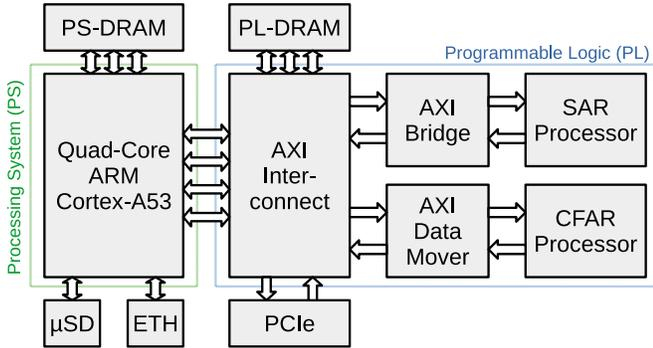 PS-DRAM
PL-DRAM
Programmable Logic (PL)
Processing System (PS)
Quad-Core
ARM
Cortex-A53
AXI
Inter-
connect
AXI
Bridge
SAR
Processor
AXI
Data
Mover
CFAR
Processor
µSD
ETH
PCIe